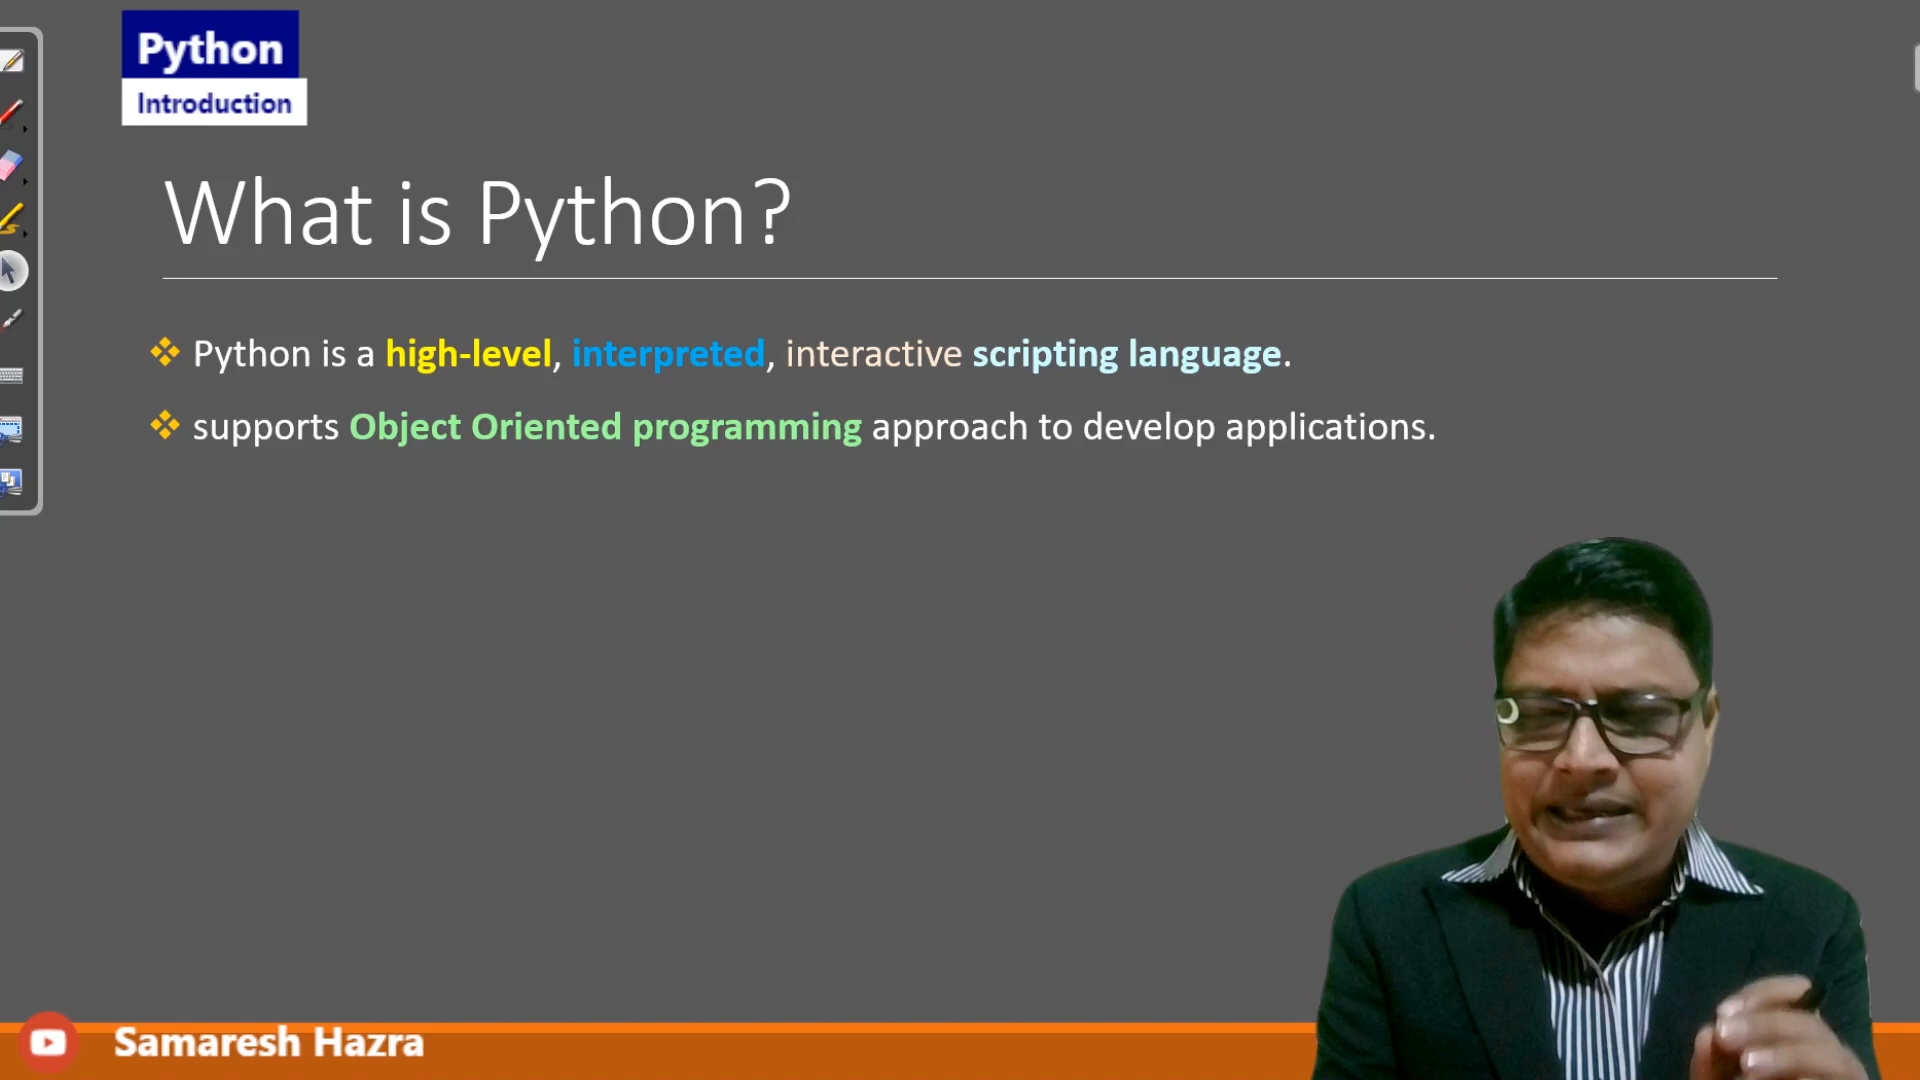 Python
Introduction
What is Python?
Python is a high-level, interpreted, interactive scripting language.
supports Object Oriented programming approach to develop applications.
Samaresh Hazra